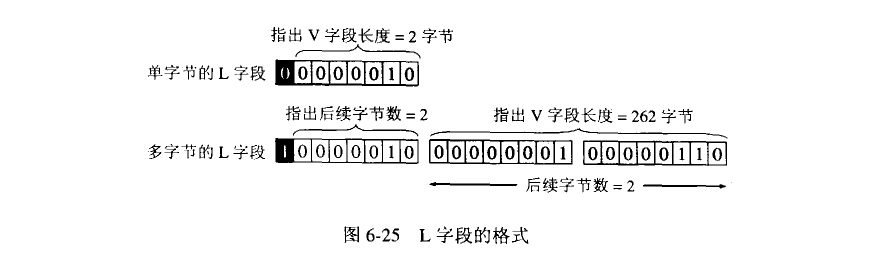 指出 V 字段长度 = 2 字节
单字节的 L 字段 0 0 0 0 0 0 1 0
指出后续字节数 = 2 指出 V 字段长度 = 262 字节
多字节的 L 字段 1 0 0 0 0 0 1 0 0 0 0 0 0 0 0 1 0 0 0 0 0 1 1 0
后续字节数 = 2
图 6-25 L 字段的格式